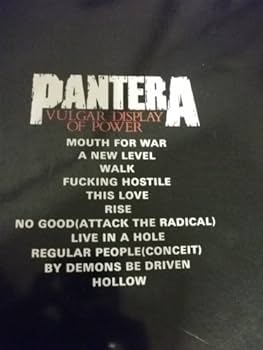 PANTERA
VULGAR DISPLAY
OF POWER
MOUTH FOR WAR
A NEW LEVEL
WALK
FUCKING HOSTILE
THIS LOVE
RISE
NO GOOD(ATTACK THE RADICAL)
LIVE IN A HOLE
REGULAR PEOPLE(CONCEIT)
BY DEMONS BE DRIVEN
HOLLOW